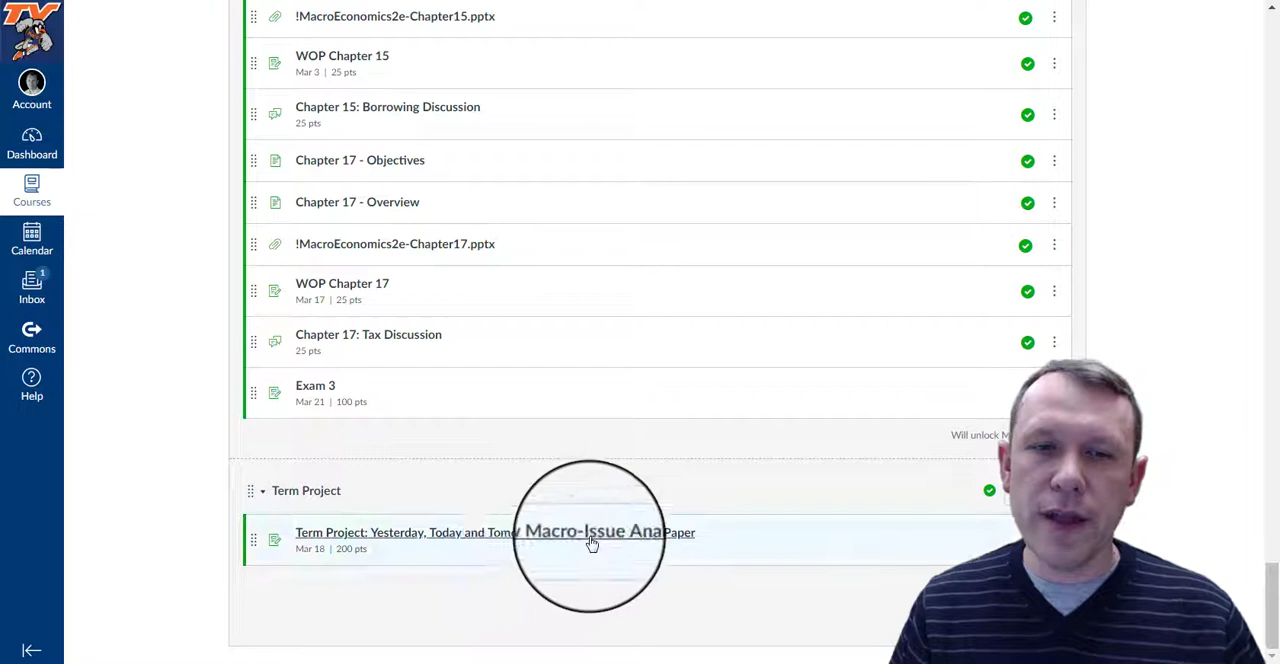 TV
!MacroEconomics2e-Chapter15.pptx
WOP Chapter 15
Mar 3 | 25 pts
Account
Chapter 15: Borrowing Discussion
25 pts
Dashboard
Chapter 17 - Objectives
Courses
Chapter 17 - Overview
Calendar
!MacroEconomics2e-Chapter17.pptx
1
Inbox
WOP Chapter 17
Mar 17 | 25 pts
Commons
Chapter 17: Tax Discussion
25 pts
Help
Exam 3
Mar 21 | 100 pts
Will unlock M
Term Project
Term Project: Yesterday, Today and Tomo Macro-Issue Ana Paper
Mar 18 | 200 pts